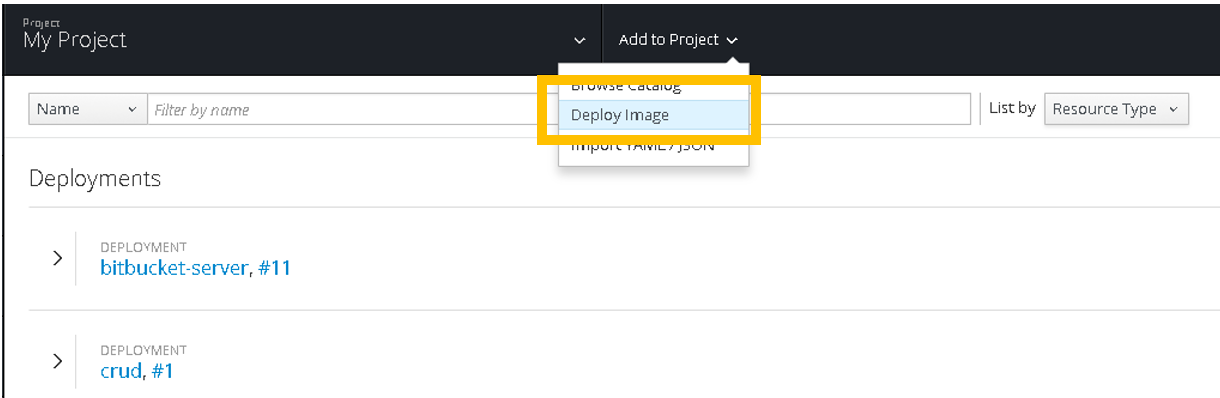 Project
My Project
Add to Project
Browse Catalog
Name
Filter by name
Deploy Image
List by
Resource Type
Import YAML / JSON
Deployments
DEPLOYMENT
bitbucket-server, #11
DEPLOYMENT
crud, #1